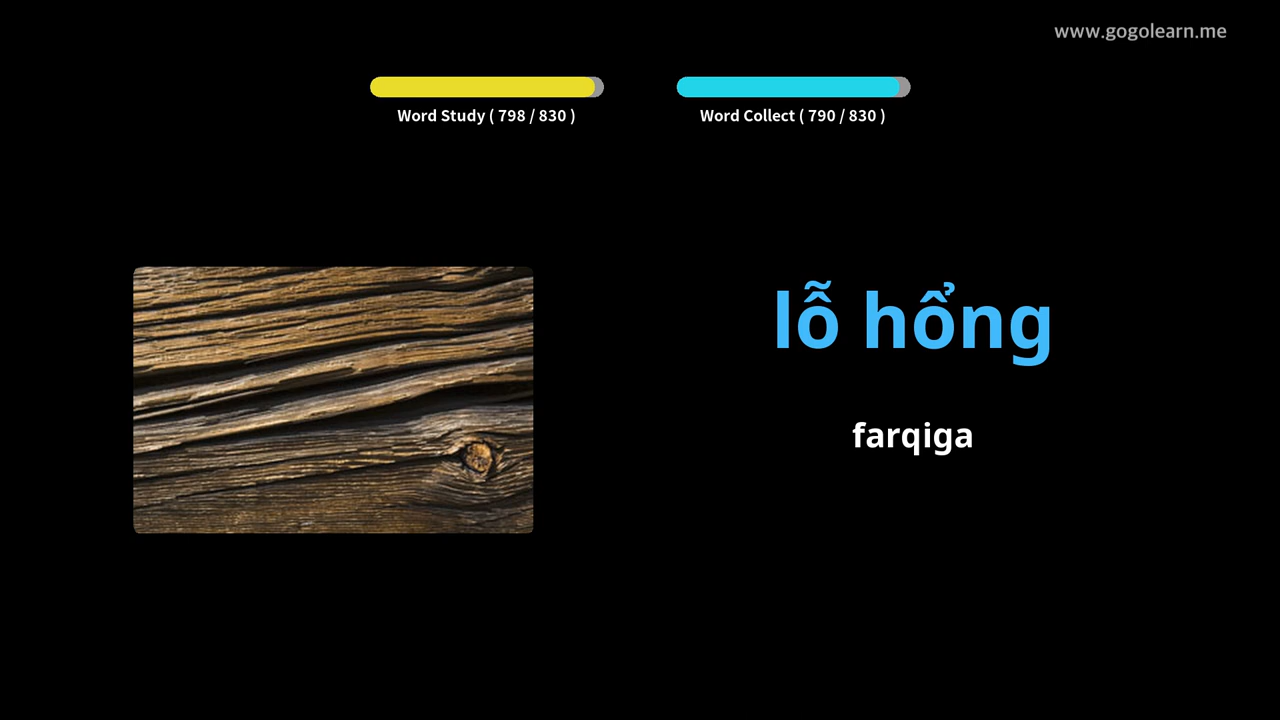 www.gogolearn.me
Word Study ( 798 / 830 )
Word Collect ( 790 / 830 )
lỗ hổng
farqiga